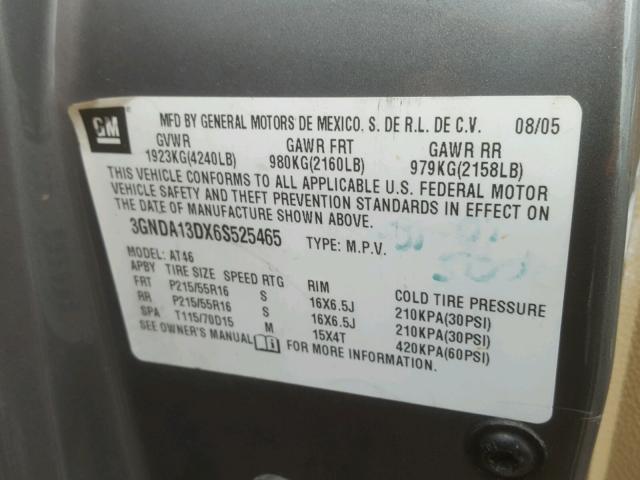 GM
MFD BY GENERAL MOTORS DE MEXICO. S. DE R.L. DE C.V. 08/05
GVWR GAWR FRT GAWR RR
1923KG(4240LB) 980KG(2160LB) 979KG(2158LB)
THIS VEHICLE CONFORMS TO ALL APPLICABLE U.S. FEDERAL MOTOR
VEHICLE SAFETY AND THEFT PREVENTION STANDARDS IN EFFECT ON
THE DATE OF MANUFACTURE SHOWN ABOVE.
3GNDA13DX6S525465 TYPE: M.P.V.
MODEL: AT46
APBY TIRE SIZE SPEED RTG RIM COLD TIRE PRESSURE
FRT P215/55R16 S 16X6.5J 210KPA(30PSI)
RR P215/55R16 S 16X6.5J 210KPA(30PSI)
SPA T115/70D15 M 15X4T 420KPA(60PSI)
SEE OWNER'S MANUAL FOR MORE INFORMATION.